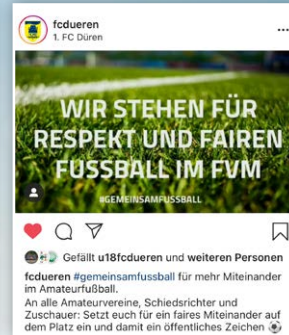 fcdueren
1. FC Düren
WIR STEHEN FÜR
RESPEKT UND FAIREN
FUSSBALL IM FVM
#GEMEINSAMFUSSBALL
Gefällt u18fcdueren und weiteren Personen
fcdueren #gemeinsamfussball für mehr Miteinander
im Amateurfußball.
An alle Amateurvereine, Schiedsrichter und
Zuschauer: Setzt euch für ein faires Miteinander auf
dem Platz ein und damit ein öffentliches Zeichen ⚽